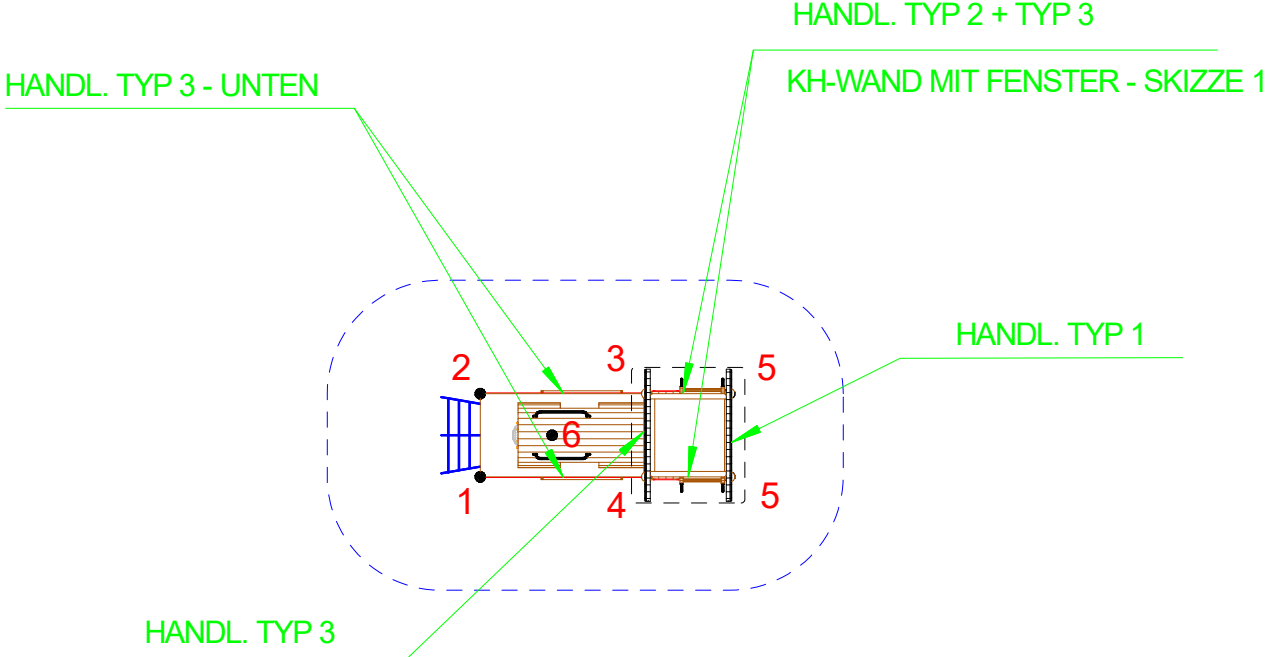 HANDL. TYP 2 + TYP 3
HANDL. TYP 3 - UNTEN
KH-WAND MIT FENSTER - SKIZZE 1
HANDL. TYP 1
2
3
5
6
1
4
5
HANDL. TYP 3